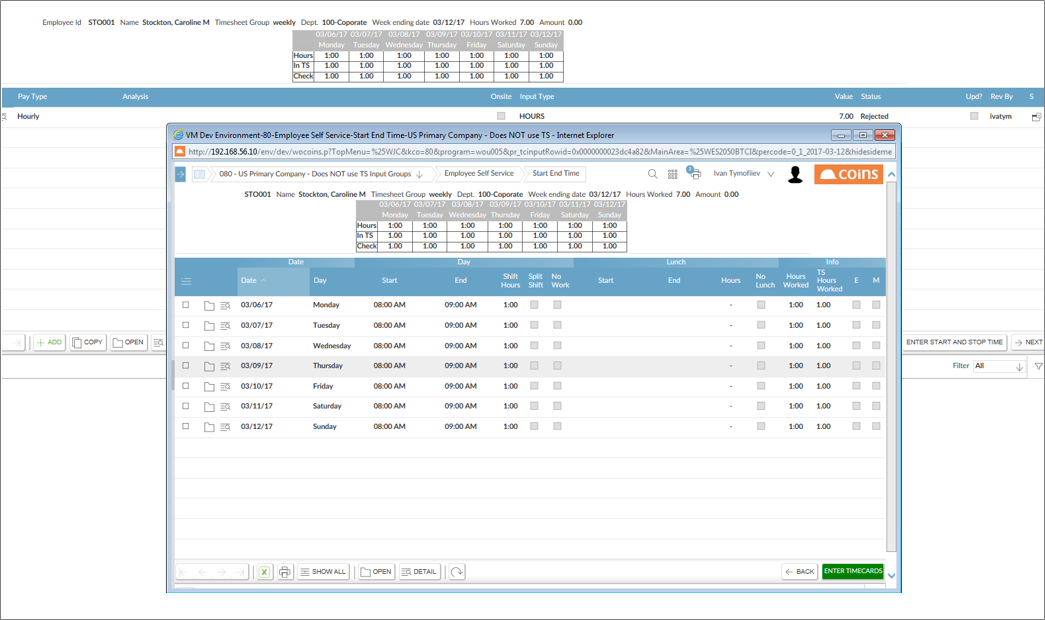 Employee Id STO001 Name Stockton, Caroline M Timesheet Group weekly Dept. 100-Coporate Week ending date 03/12/17 Hours Worked 7.00 Amount 0.00
03/06/17 03/07/17 03/08/17 03/09/17 03/10/17 03/11/17 03/12/17
Monday Tuesday Wednesday Thursday Friday Saturday Sunday
Hours 1:00 1:00 1:00 1:00 1:00 1:00 1:00
In TS 1.00 1.00 1.00 1.00 1.00 1.00 1.00
Check 1.00 1.00 1.00 1.00 1.00 1.00 1.00
Pay Type Analysis Onsite Input Type Value Status Upd? Rev By S
Hourly HOURS 7.00 Rejected ivatym
VM Dev Environment-80-Employee Self Service-Start End Time-US Primary Company - Does NOT use TS - Internet Explorer
http://192.168.56.10/env/dev/wocoins.p?TopMenu=%25WJC&kco=80&program=wou005&pr_tc:inputRowid=0x0000000023dc4a82&MainArea=%25WES2050BTCI&percode=0_1_2017-03-12&hidesideme
080 - US Primary Company - Does NOT use TS Input Groups Employee Self Service Start End Time Ivan Tymofiiev coins
STO001 Name Stockton, Caroline M Timesheet Group weekly Dept. 100-Coporate Week ending date 03/12/17 Hours Worked 7.00 Amount 0.00
03/06/17 03/07/17 03/08/17 03/09/17 03/10/17 03/11/17 03/12/17
Monday Tuesday Wednesday Thursday Friday Saturday Sunday
Hours 1:00 1:00 1:00 1:00 1:00 1:00 1:00
In TS 1.00 1.00 1.00 1.00 1.00 1.00 1.00
Check 1.00 1.00 1.00 1.00 1.00 1.00 1.00
Date Day Lunch Info
Date Day Start End Shift Hours Split Shift No Work Start End Hours No Lunch Hours Worked TS Hours Worked E M
03/06/17 Monday 08:00 AM 09:00 AM 1:00 - 1:00 1.00
03/07/17 Tuesday 08:00 AM 09:00 AM 1:00 - 1:00 1.00
03/08/17 Wednesday 08:00 AM 09:00 AM 1:00 - 1:00 1.00
03/09/17 Thursday 08:00 AM 09:00 AM 1:00 - 1:00 1.00
03/10/17 Friday 08:00 AM 09:00 AM 1:00 - 1:00 1.00
03/11/17 Saturday 08:00 AM 09:00 AM 1:00 - 1:00 1.00
03/12/17 Sunday 08:00 AM 09:00 AM 1:00 - 1:00 1.00
ADD COPY OPEN ENTER START AND STOP TIME NEXT
Filter All
SHOW ALL OPEN DETAIL BACK ENTER TIMECARDS